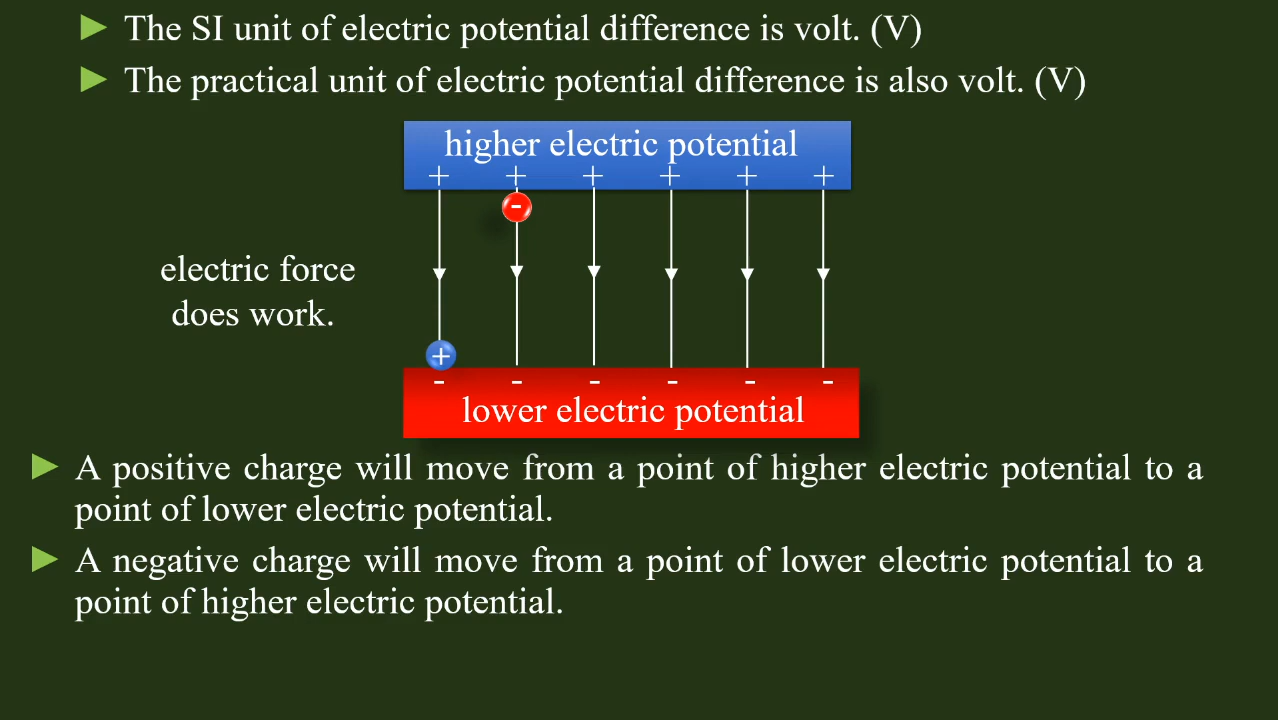 The SI unit of electric potential difference is volt. (V)
The practical unit of electric potential difference is also volt. (V)
higher electric potential
+ + + + + +
-
electric force
does work.
+
- - - - - -
lower electric potential
A positive charge will move from a point of higher electric potential to a
point of lower electric potential.
A negative charge will move from a point of lower electric potential to a
point of higher electric potential.